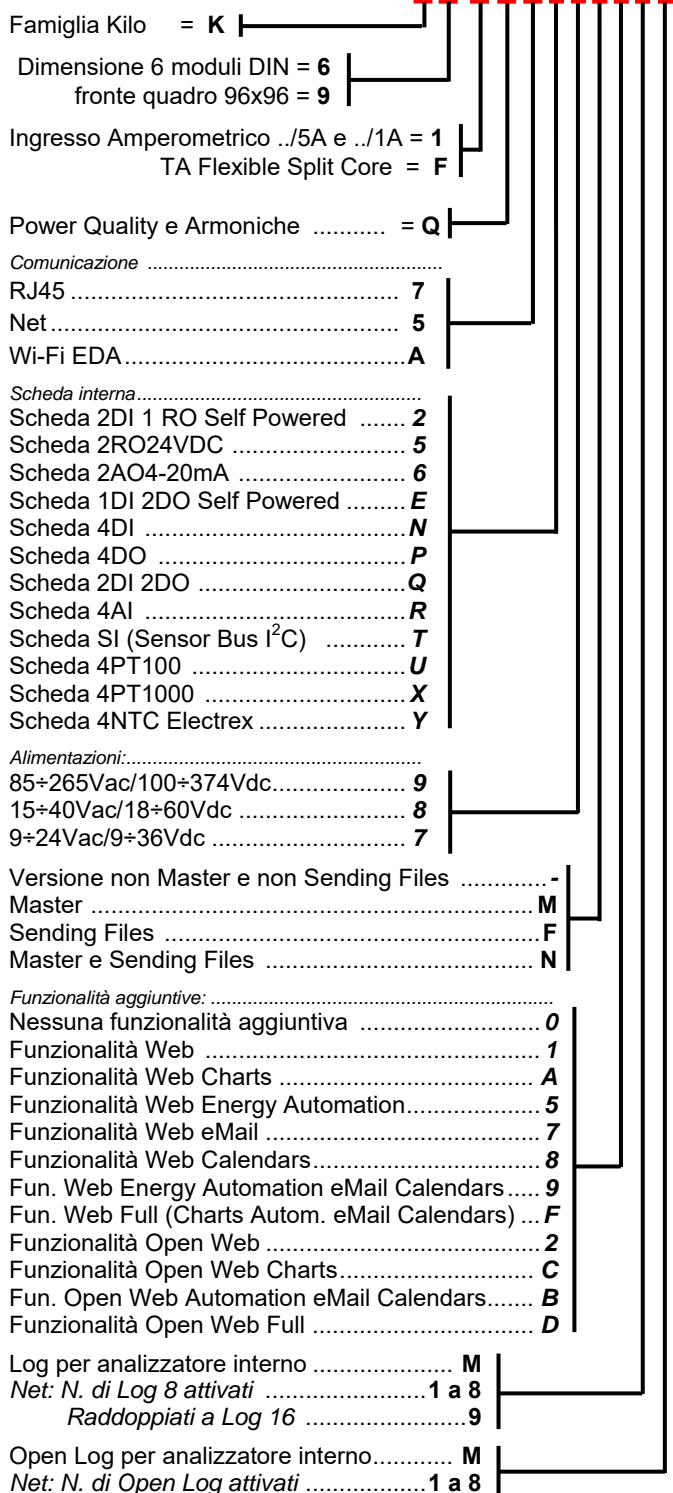 Famiglia Kilo = K
Dimensione 6 moduli DIN = 6
fronte quadro 96x96 = 9
Ingresso Amperometrico ../5A e ../1A = 1
TA Flexible Split Core = F
Power Quality e Armoniche ........... = Q
Comunicazione ........................................................
RJ45 ................................................. 7
Net ................................................... 5
Wi-Fi EDA .......................................... A
Scheda interna ......................................................
Scheda 2DI 1 RO Self Powered ....... 2
Scheda 2RO24VDC ......................... 5
Scheda 2AO4-20mA ........................ 6
Scheda 1DI 2DO Self Powered ......... E
Scheda 4DI ...................................... N
Scheda 4DO ..................................... P
Scheda 2DI 2DO ............................... Q
Scheda 4AI ....................................... R
Scheda SI (Sensor Bus I²C) ............ T
Scheda 4PT100 ................................ U
Scheda 4PT1000 .............................. X
Scheda 4NTC Electrex ...................... Y
Alimentazioni: ........................................................
85÷265Vac/100÷374Vdc ................... 9
15÷40Vac/18÷60Vdc ........................ 8
9÷24Vac/9÷36Vdc ............................ 7
Versione non Master e non Sending Files ............. -
Master .................................................................. M
Sending Files ........................................................ F
Master e Sending Files ........................................ N
Funzionalità aggiuntive: .................................................................
Nessuna funzionalità aggiuntiva ........................... 0
Funzionalità Web .................................................. 1
Funzionalità Web Charts ...................................... A
Funzionalità Web Energy Automation .................... 5
Funzionalità Web eMail .......................................... 7
Funzionalità Web Calendars .................................. 8
Fun. Web Energy Automation eMail Calendars ..... 9
Fun. Web Full (Charts Autom. eMail Calendars) ... F
Funzionalità Open Web ......................................... 2
Funzionalità Open Web Charts ............................. C
Fun. Open Web Automation eMail Calendars ....... B
Funzionalità Open Web Full .................................. D
Log per analizzatore interno ..................... M
Net: N. di Log 8 attivati ........................ 1 a 8
Raddoppiati a Log 16 ........................ 9
Open Log per analizzatore interno ............ M
Net: N. di Open Log attivati .................. 1 a 8